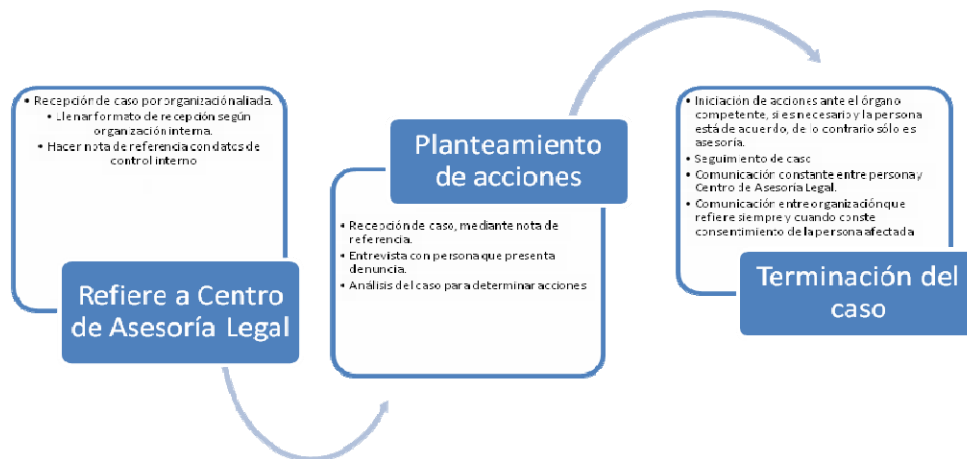 • Recepción de caso por organización aliada.
• Llenar formato de recepción según
organización interna.
• Hacer nota de referencia con datos de
control interno
Refiere a Centro
de Asesoría Legal
Planteamiento
de acciones
• Recepción de caso, mediante nota de
referencia.
• Entrevista con persona que presenta
denuncia.
• Análisis del caso para determinar acciones
• Iniciación de acciones ante el órgano
competente, si es necesario y la persona
está de acuerdo, de lo contrario sólo es
asesoría.
• Seguimiento de caso
• Comunicación constante entre persona y
Centro de Asesoría Legal.
• Comunicación entre organización que
refiere siempre y cuando conste
consentimiento de la persona afectada
Terminación del
caso